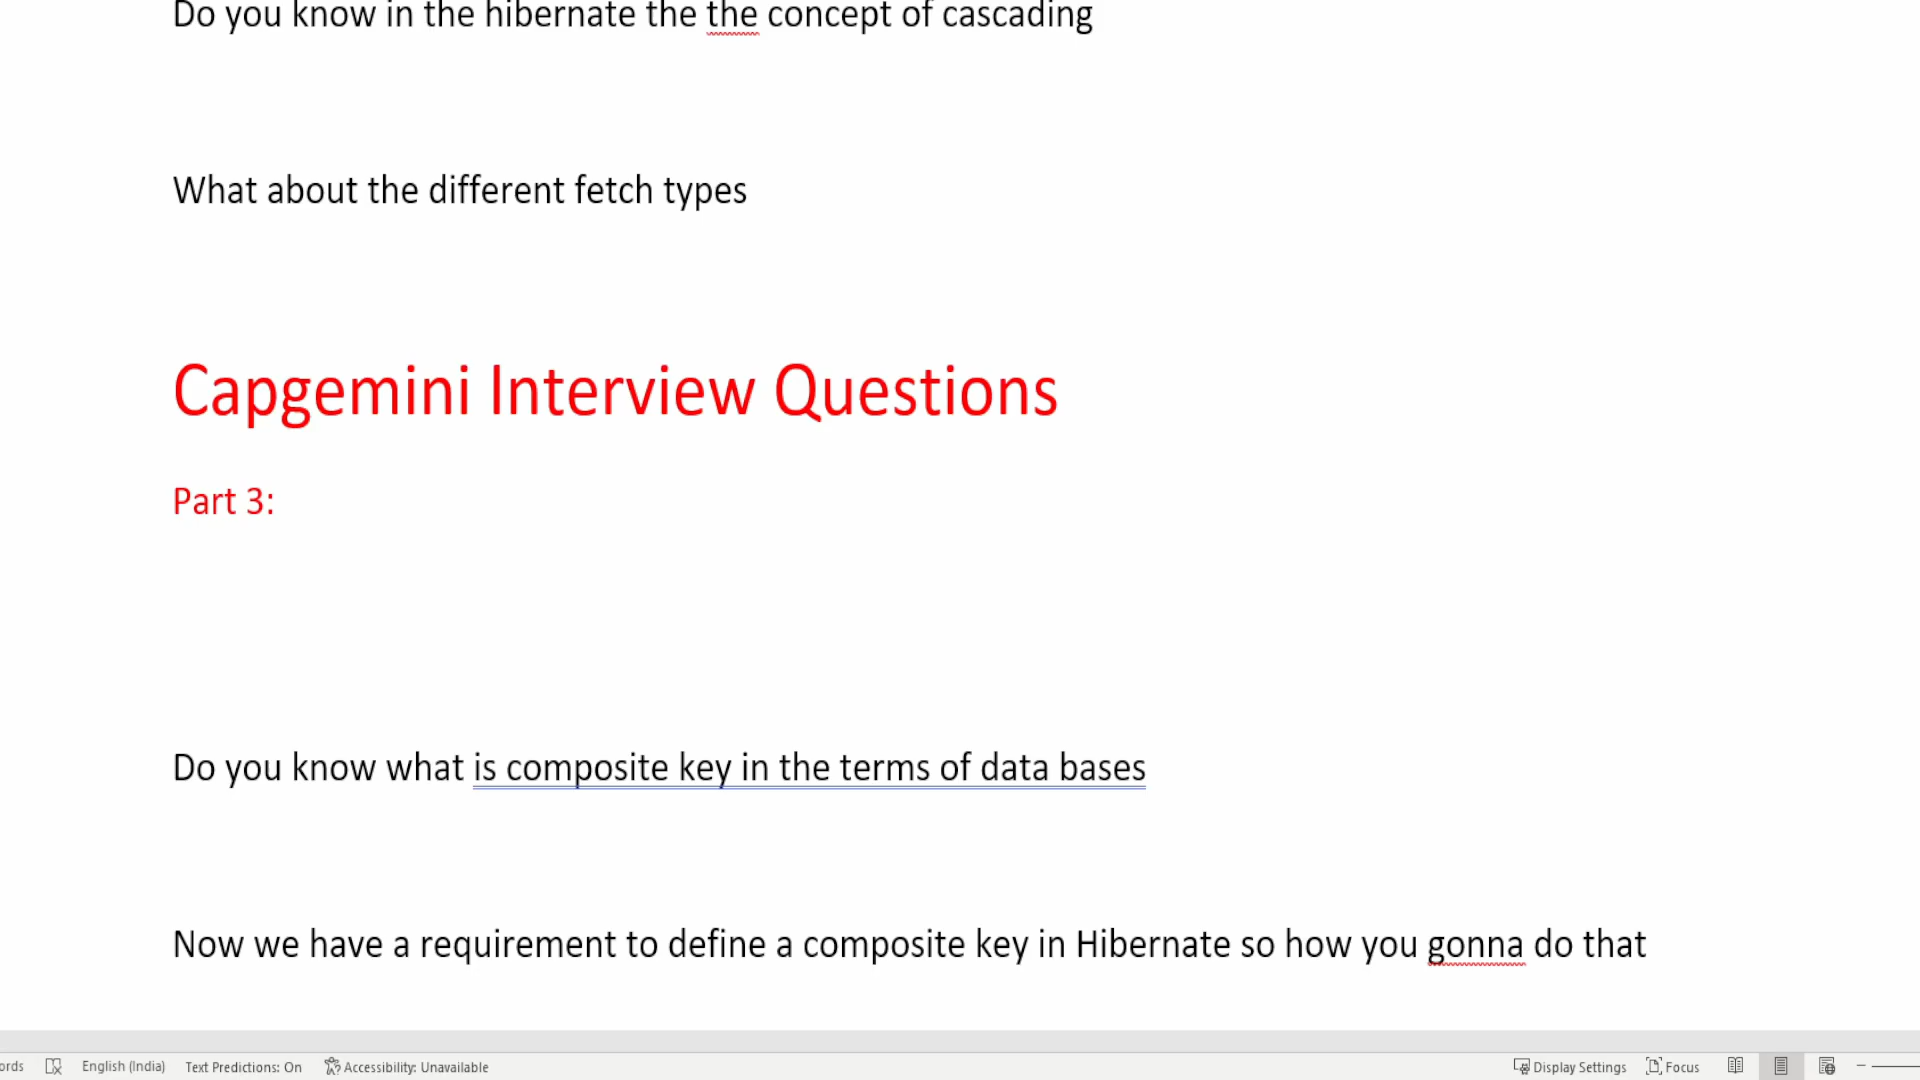 Do you know in the hibernate the the concept of cascading
What about the different fetch types
Capgemini Interview Questions
Part 3:
Do you know what is composite key in the terms of data bases
Now we have a requirement to define a composite key in Hibernate so how you gonna do that
ords English (India) Text Predictions: On Accessibility: Unavailable Display Settings Focus